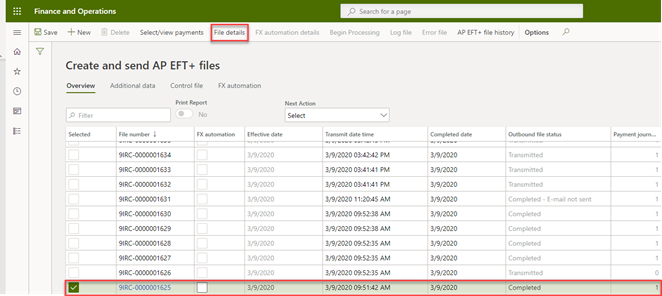 Finance and Operations
Search for a page
Save New Delete Select/view payments File details FX automation details Begin Processing Log file Error file AP EFT+ file history Options
Create and send AP EFT+ files
Overview Additional data Control file FX automation
Print Report Next Action
Filter No Select
Selected File number ↓ FX automation Effective date Transmit date time Completed date Outbound file status Payment journ...
9IRC-0000001634 3/9/2020 3/9/2020 03:42:42 PM 3/9/2020 Transmitted 1
9IRC-0000001633 3/9/2020 3/9/2020 03:41:41 PM 3/9/2020 Transmitted 1
9IRC-0000001632 3/9/2020 3/9/2020 03:41:41 PM 3/9/2020 Transmitted 1
9IRC-0000001631 3/9/2020 3/9/2020 11:20:45 AM 3/9/2020 Completed - E-mail not sent 1
9IRC-0000001630 3/9/2020 3/9/2020 09:52:38 AM 3/9/2020 Completed 1
9IRC-0000001629 3/9/2020 3/9/2020 09:52:38 AM 3/9/2020 Completed 1
9IRC-0000001628 3/9/2020 3/9/2020 09:52:35 AM 3/9/2020 Completed 1
9IRC-0000001627 3/9/2020 3/9/2020 09:52:35 AM 3/9/2020 Completed 1
9IRC-0000001626 3/9/2020 3/9/2020 09:52:35 AM 3/9/2020 Transmitted 0
9IRC-0000001625 3/9/2020 3/9/2020 09:51:42 AM 3/9/2020 Completed 1